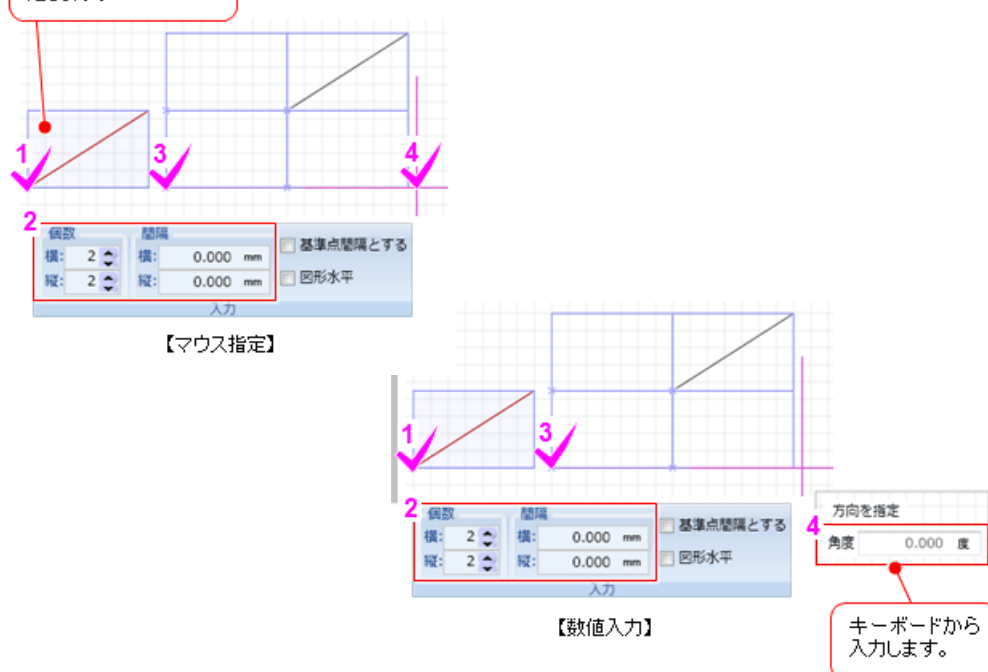 1
3
4
2
個数
間隔
横: 2
横: 0.000 mm
基準点間隔とする
縦: 2
縦: 0.000 mm
図形水平
入力
【マウス指定】
1
3
2
個数
間隔
横: 2
横: 0.000 mm
基準点間隔とする
縦: 2
縦: 0.000 mm
図形水平
入力
方向を指定
4
角度 0.000 度
【数値入力】
キーボードから
入力します。